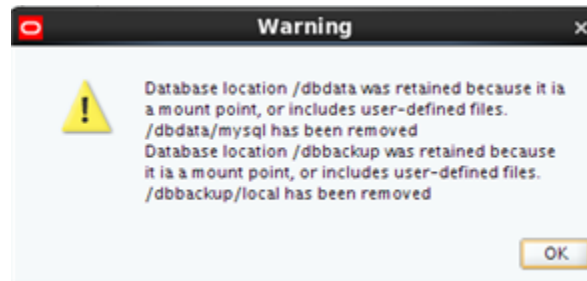 Warning
Database location /dbdata was retained because it ia
a mount point, or includes user-defined files.
/dbdata/mysql has been removed
Database location /dbbackup was retained because
it ia a mount point, or includes user-defined files.
/dbbackup/local has been removed
OK